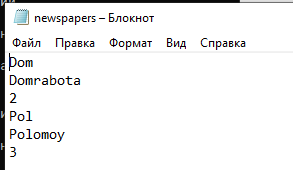 newspapers – Блокнот
Файл Правка Формат Вид Справка
Dom
Domrabota
2
Pol
Polomoy
3